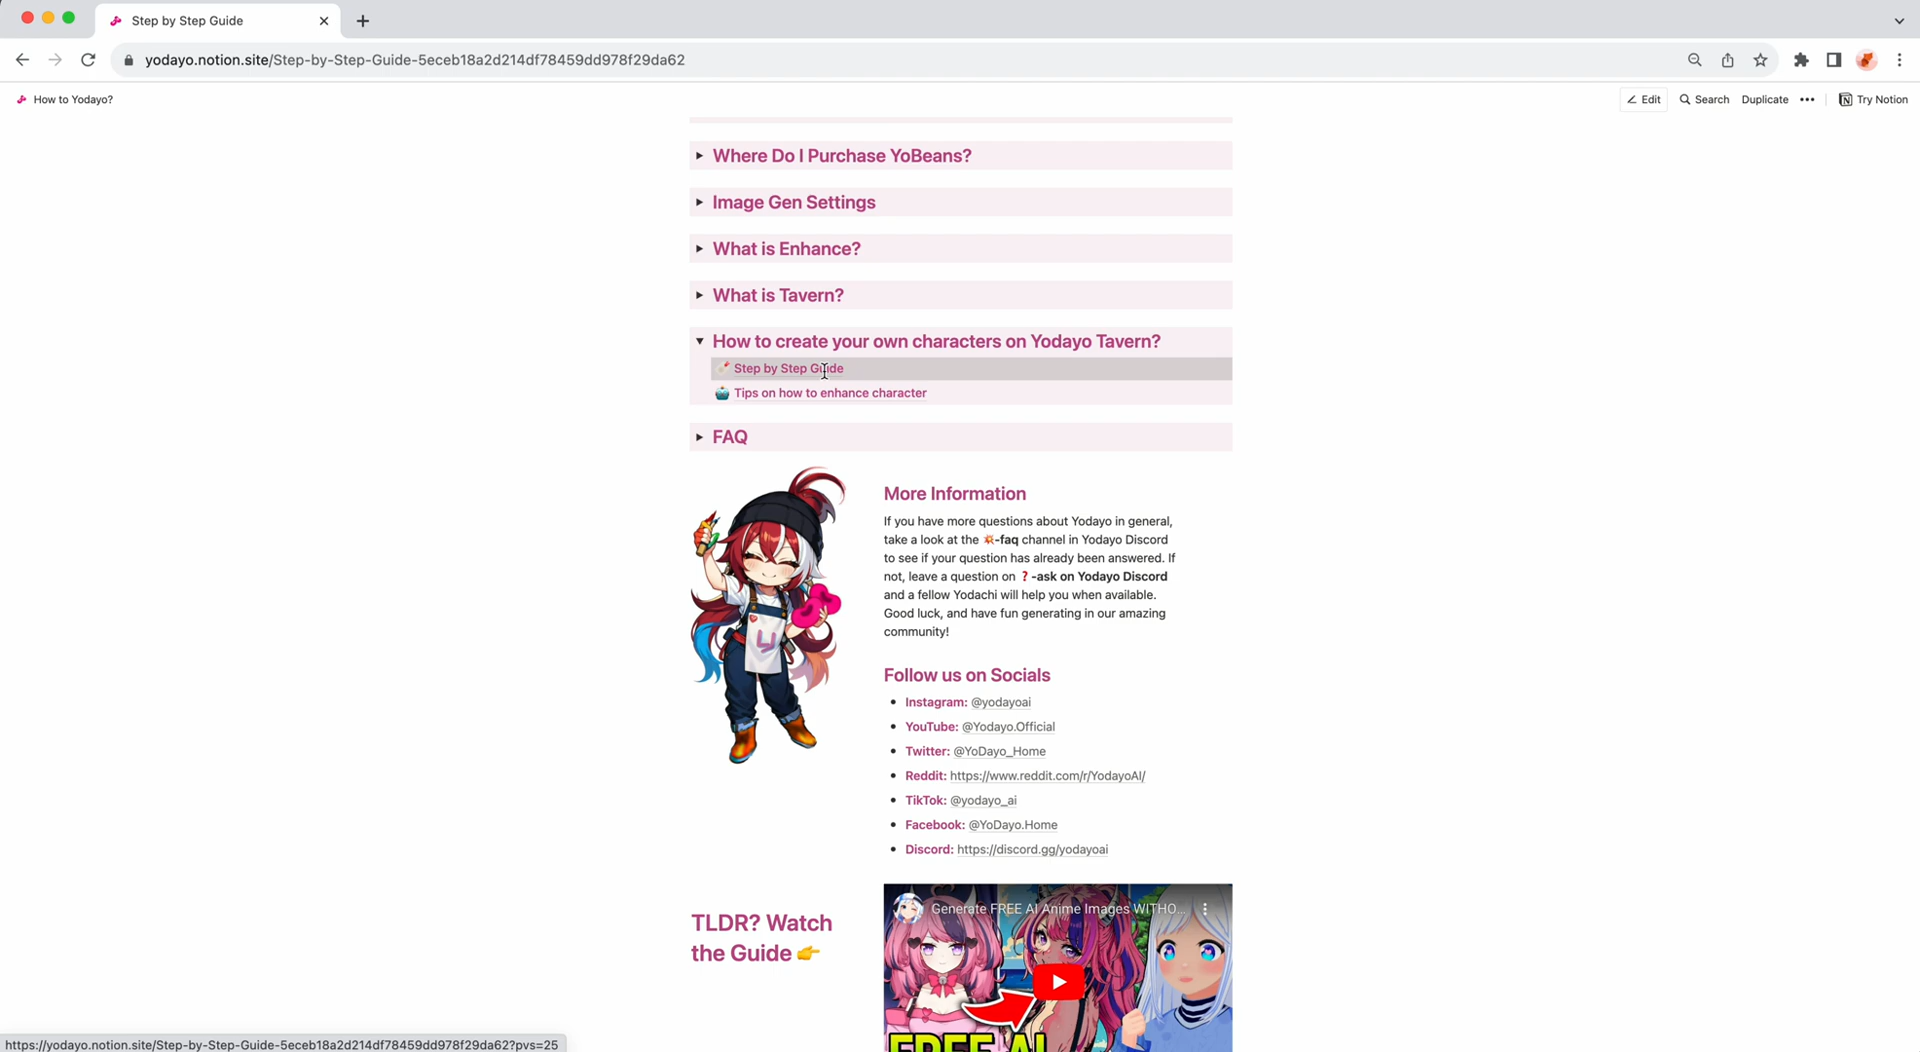 Step by Step Guide
yodayo.notion.site/Step-by-Step-Guide-5eceb18a2d214df78459dd978f29da62
How to Yodayo?
Edit
Search
Duplicate
Try Notion
Where Do I Purchase YoBeans?
Image Gen Settings
What is Enhance?
What is Tavern?
How to create your own characters on Yodayo Tavern?
Step by Step Guide
Tips on how to enhance character
FAQ
More Information
If you have more questions about Yodayo in general,
take a look at the 💥-faq channel in Yodayo Discord
to see if your question has already been answered. If
not, leave a question on ❓-ask on Yodayo Discord
and a fellow Yodachi will help you when available.
Good luck, and have fun generating in our amazing
community!
Follow us on Socials
• Instagram: @yodayoai
• YouTube: @Yodayo.Official
• Twitter: @YoDayo_Home
• Reddit: https://www.reddit.com/r/YodayoAI/
• TikTok: @yodayo_ai
• Facebook: @YoDayo.Home
• Discord: https://discord.gg/yodayoai
TLDR? Watch
the Guide 👉
Generate FREE AI Anime Images WITHO...
FREE AI
https://yodayo.notion.site/Step-by-Step-Guide-5eceb18a2d214df78459dd978f29da62?pvs=25